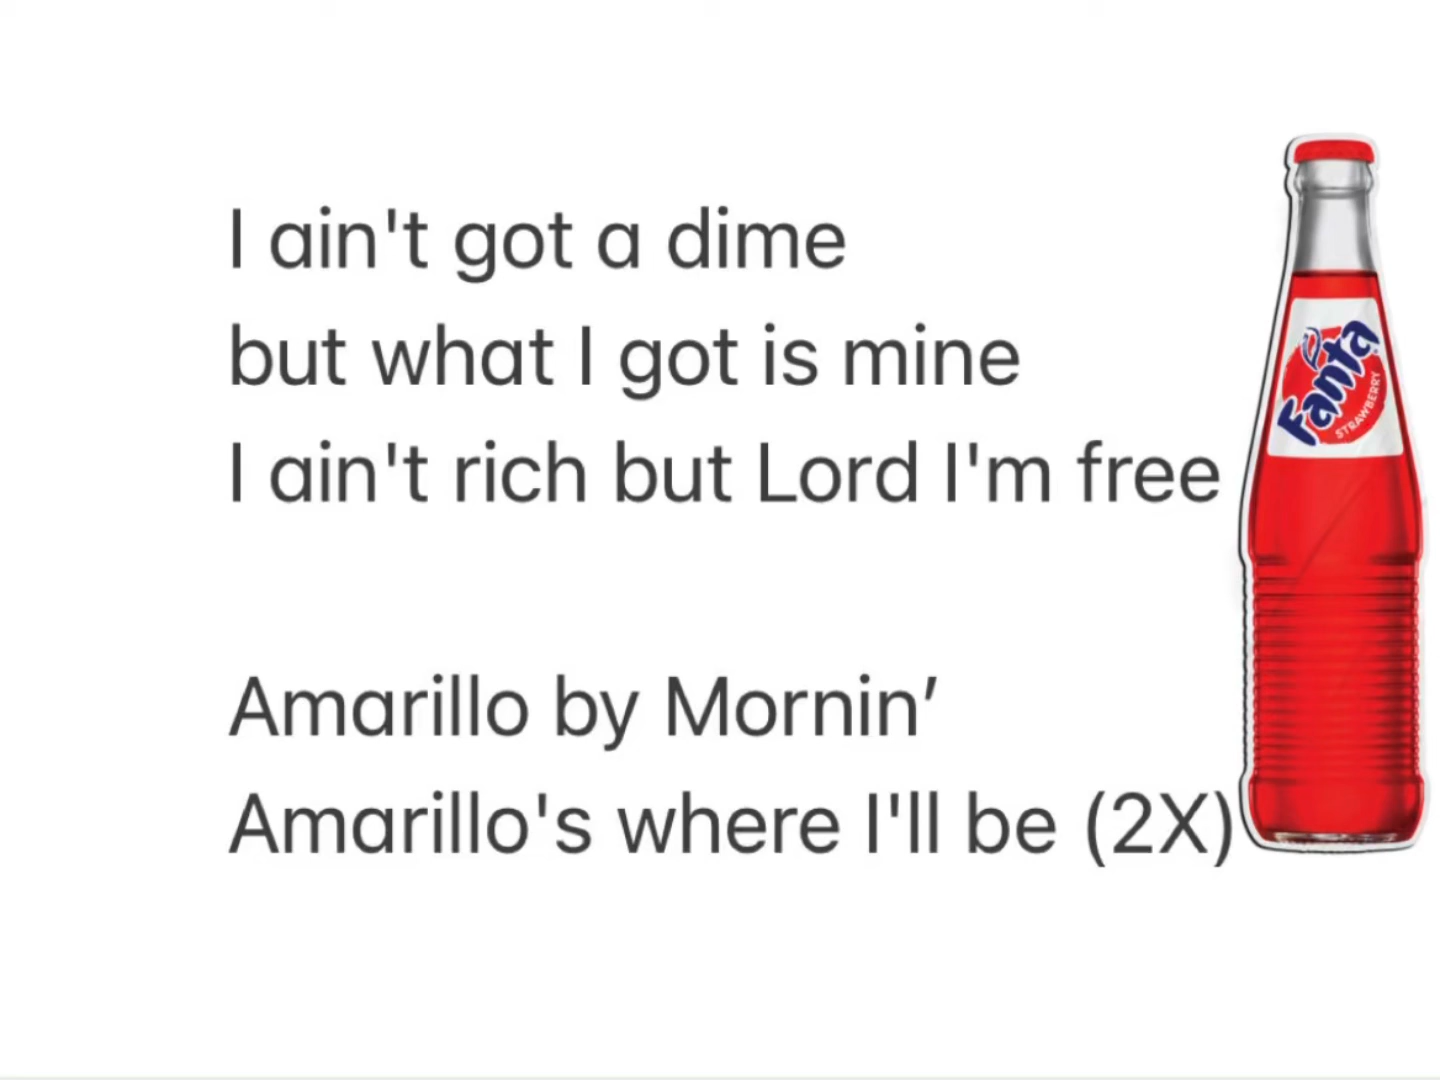 I ain't got a dime
but what I got is mine
I ain't rich but Lord I'm free
Amarillo by Mornin’
Amarillo's where I'll be (2X)
Fanta
STRAWBERRY